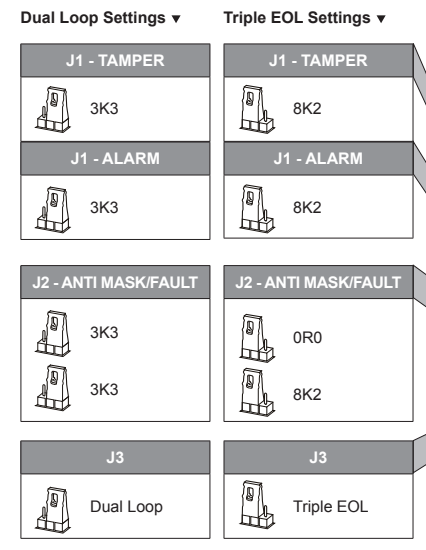 Dual Loop Settings ▼
Triple EOL Settings ▼
J1 - TAMPER
3K3
J1 - ALARM
3K3
J2 - ANTI MASK/FAULT
3K3
3K3
J3
Dual Loop
J1 - TAMPER
8K2
J1 - ALARM
8K2
J2 - ANTI MASK/FAULT
0R0
8K2
J3
Triple EOL